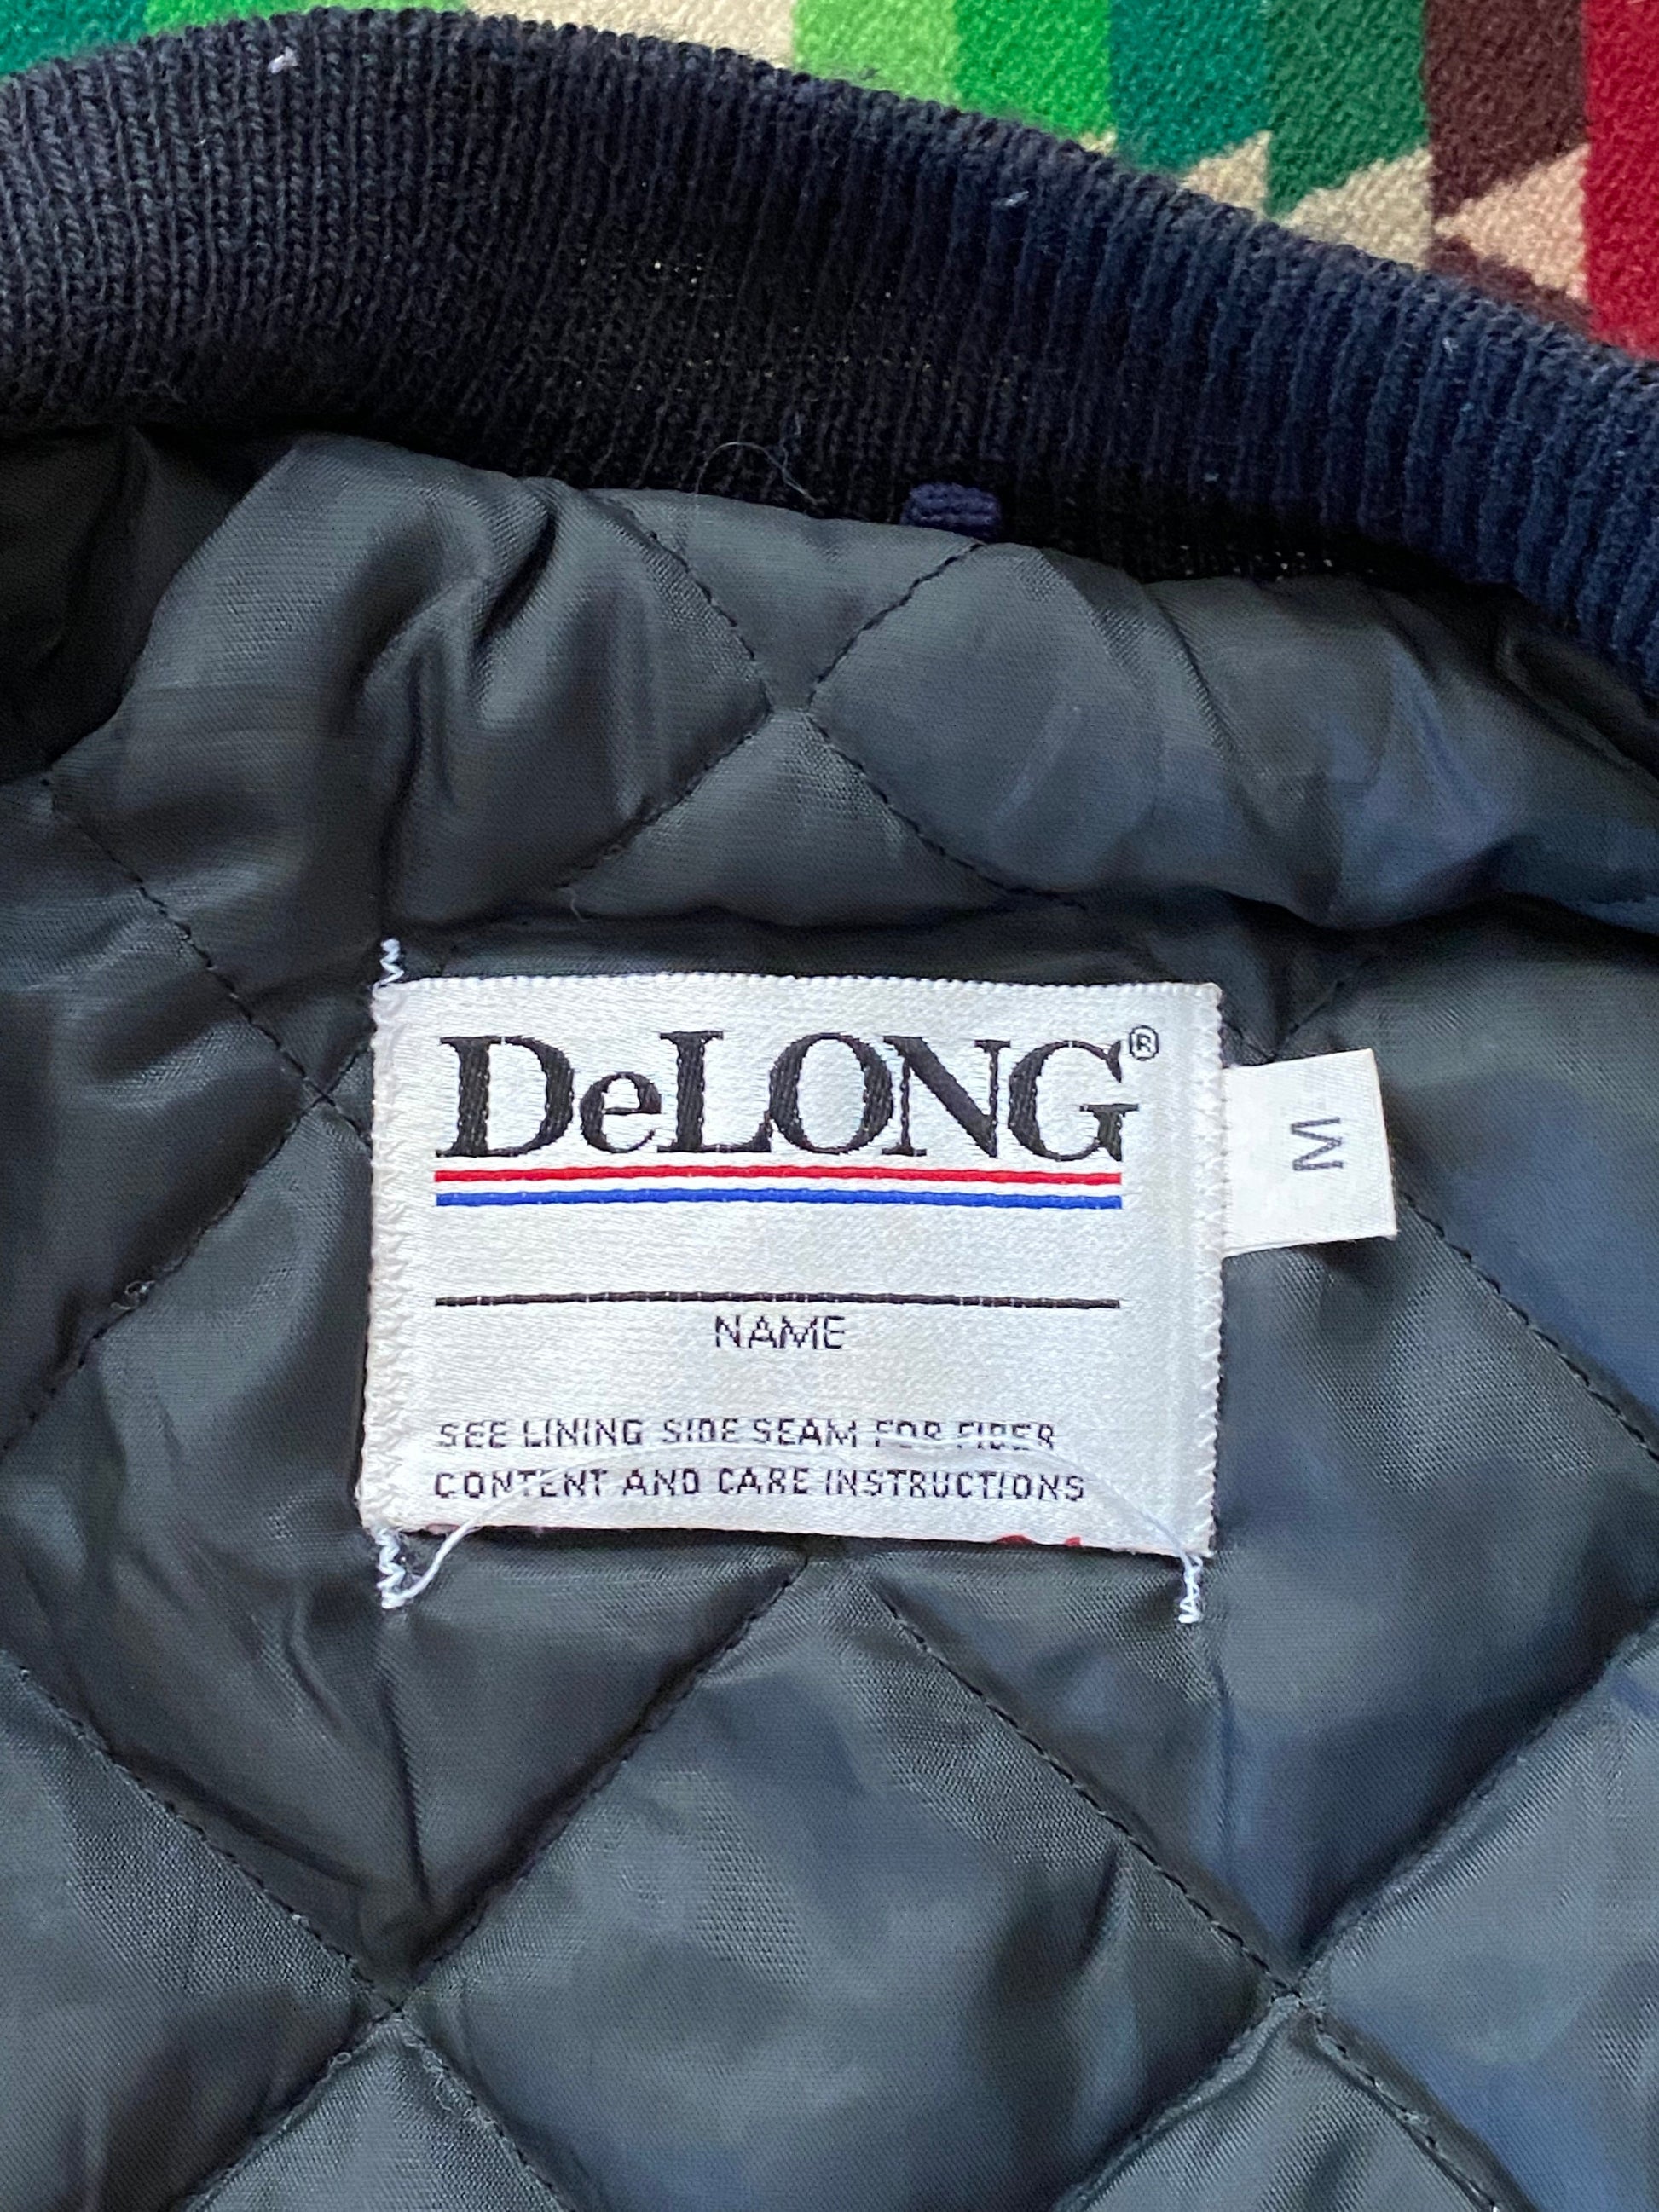 DeLONG®
M
NAME
SEE LINING SIDE SEAM FOR FIBER
CONTENT AND CARE INSTRUCTIONS